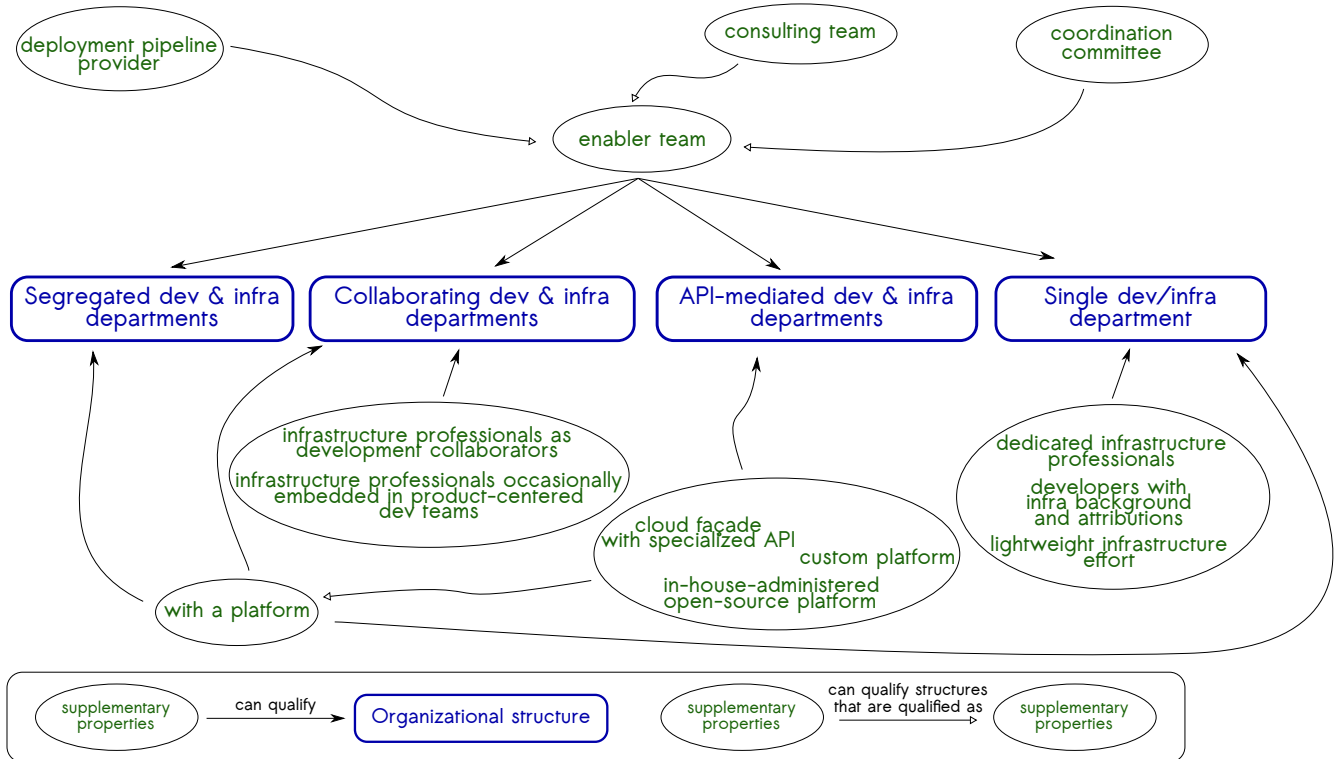 deployment pipeline
provider
consulting team
coordination
committee
enabler team
Segregated dev & infra
departments
Collaborating dev & infra
departments
API-mediated dev & infra
departments
Single dev/infra
department
infrastructure professionals as
development collaborators
infrastructure professionals occasionally
embedded in product-centered
dev teams
cloud façade
with specialized API
custom platform
in-house-administered
open-source platform
dedicated infrastructure
professionals
developers with
infra background
and attributions
lightweight infrastructure
effort
with a platform
supplementary
properties
can qualify
Organizational structure
supplementary
properties
can qualify structures
that are qualified as
supplementary
properties